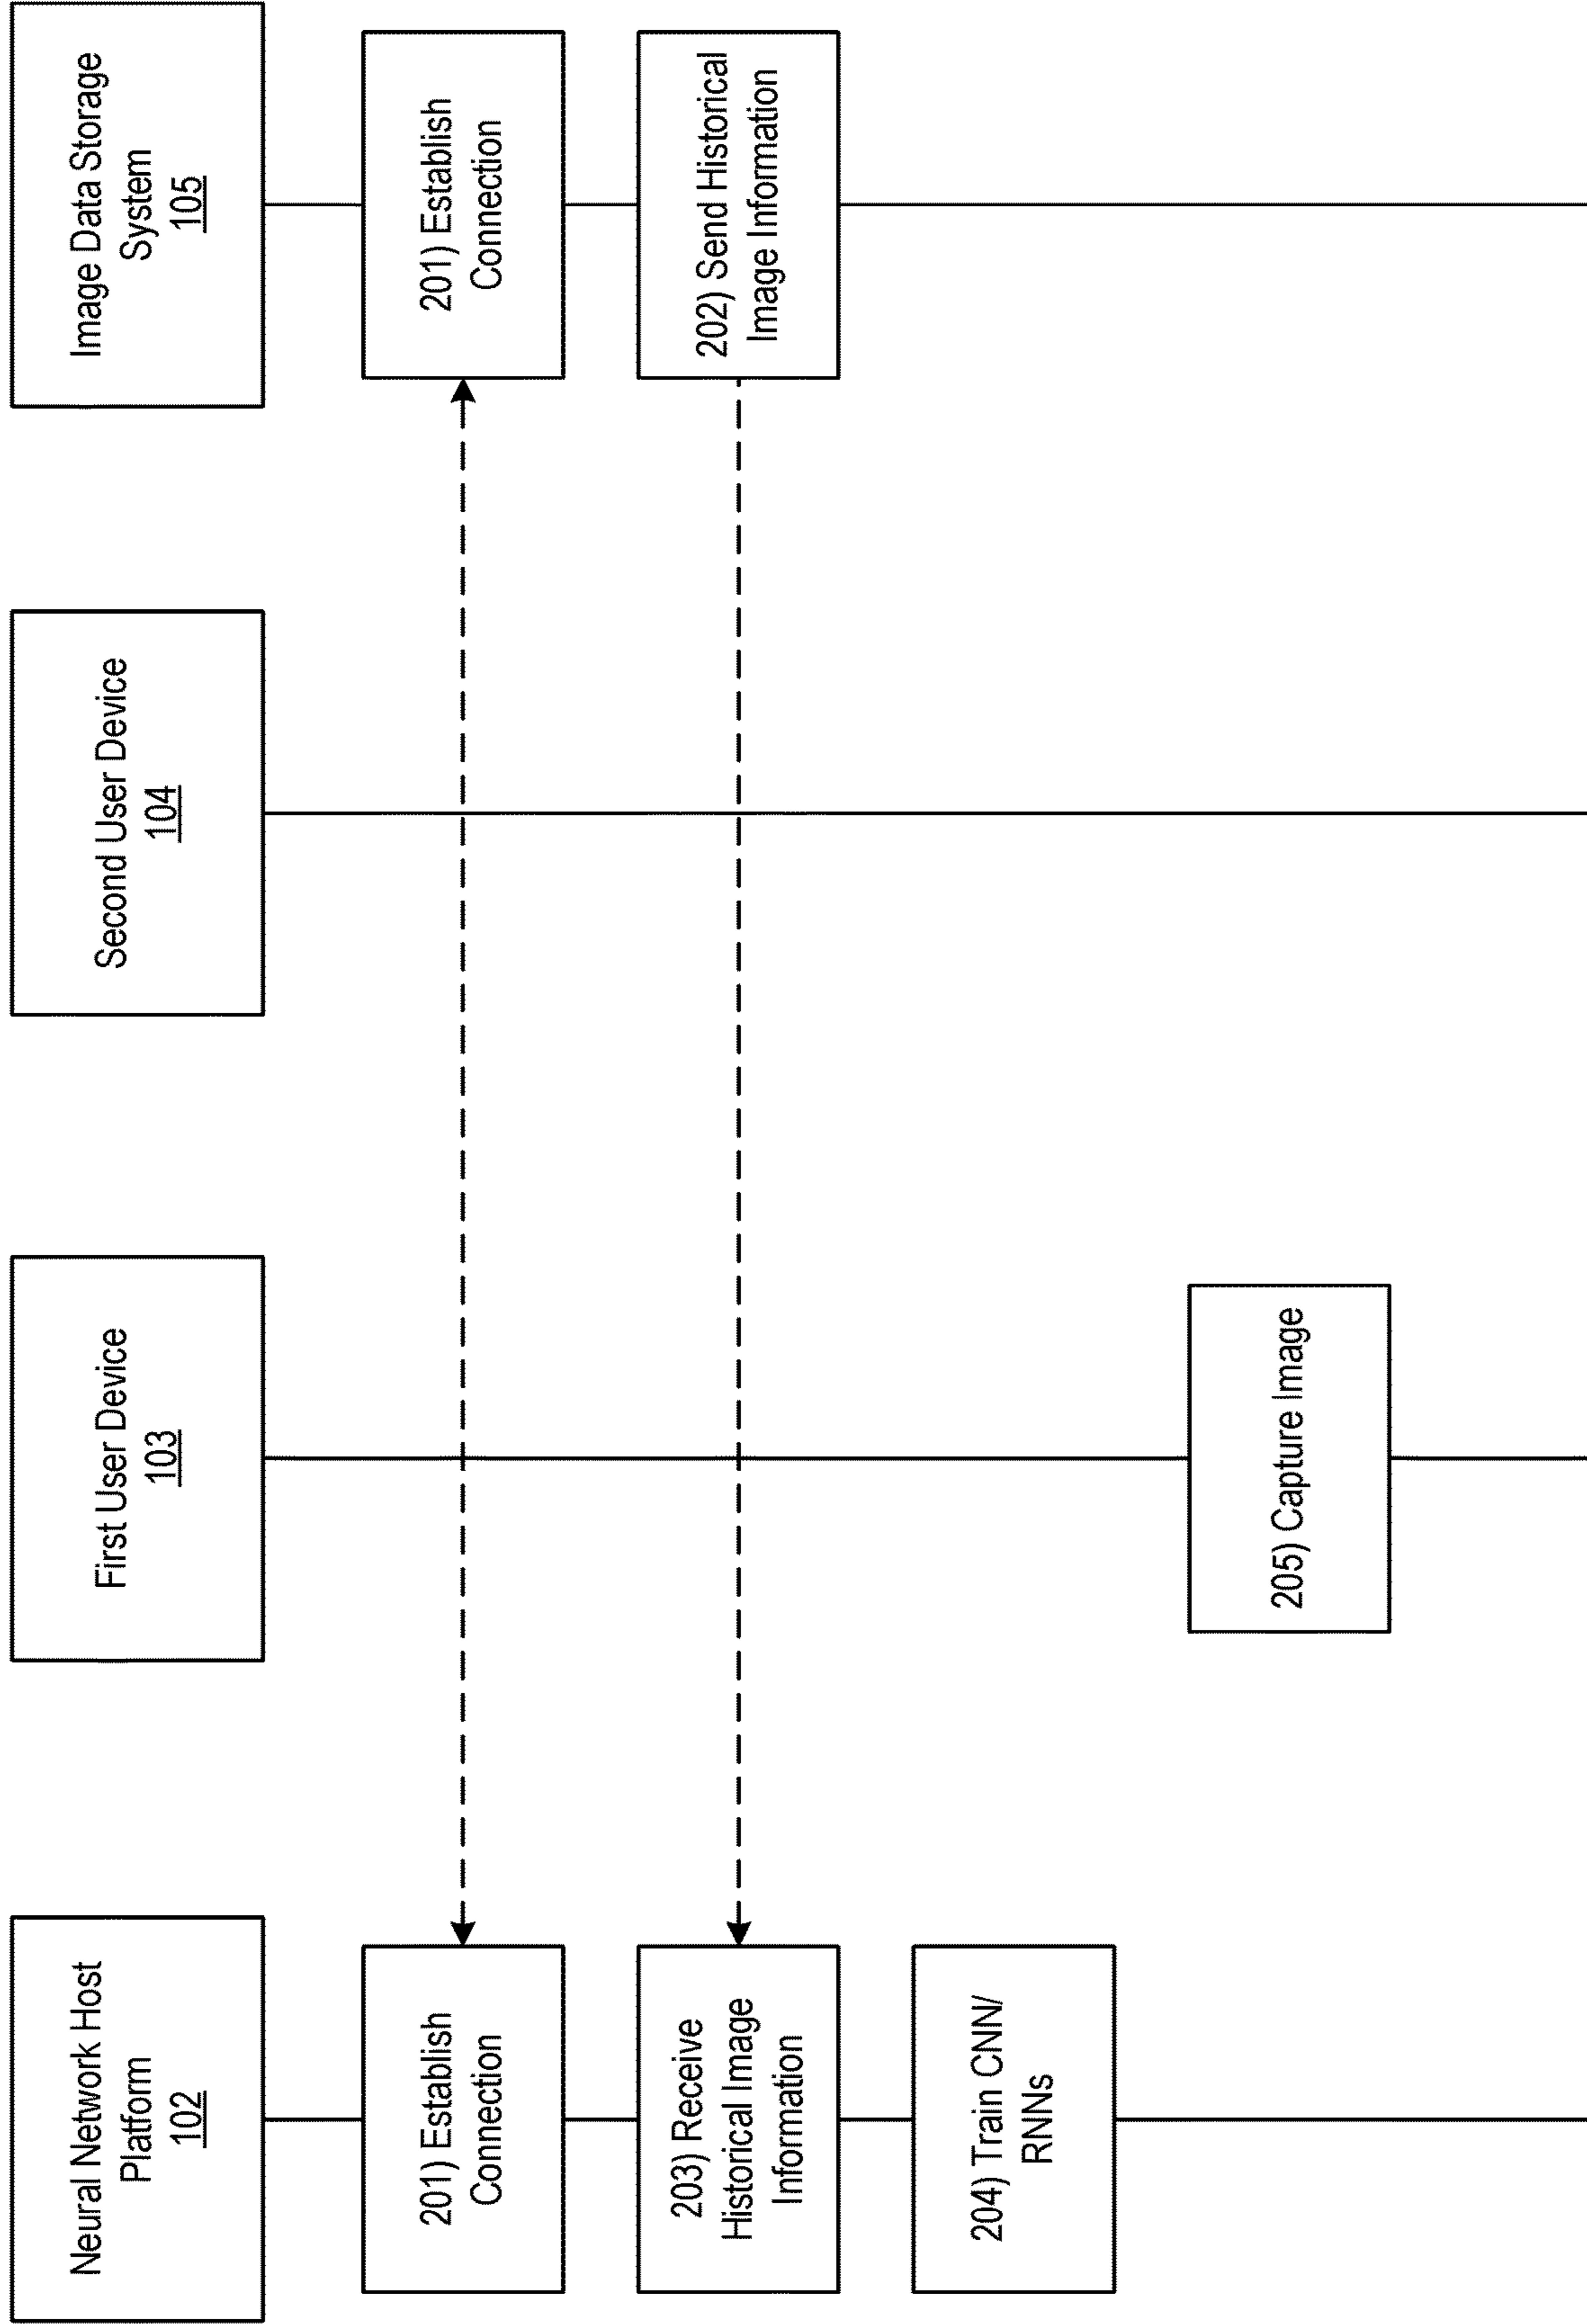 Neural Network Host
Platform
102
First User Device
103
Second User Device
104
Image Data Storage
System
105
201) Establish
Connection
201) Establish
Connection
203) Receive
Historical Image
Information
202) Send Historical
Image Information
204) Train CNN/
RNNs
205) Capture Image